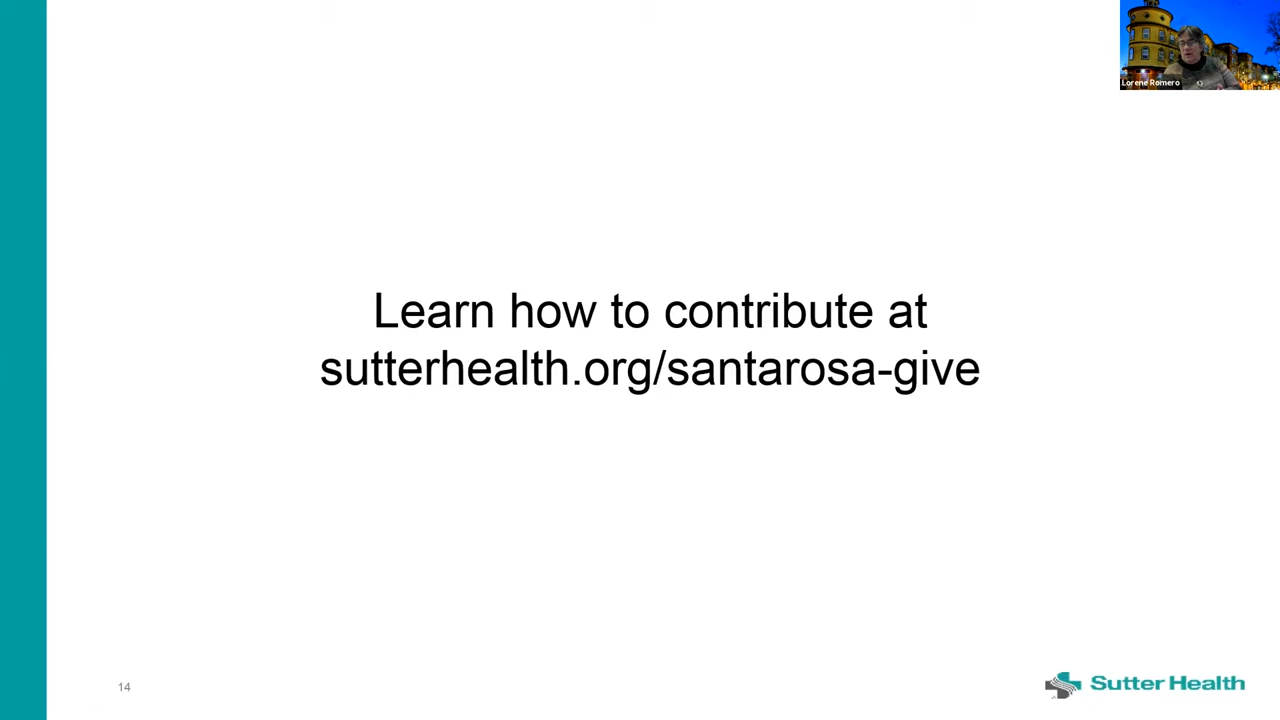 Lorene Romero
Learn how to contribute at
sutterhealth.org/santarosa-give
14
Sutter Health